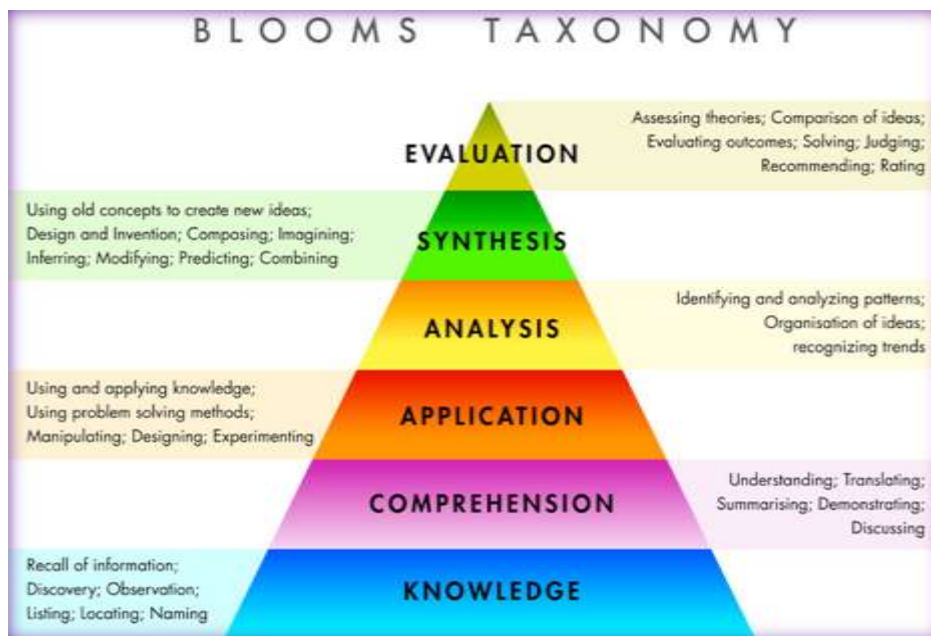 BLOOMS TAXONOMY
EVALUATION
Assessing theories; Comparison of ideas;
Evaluating outcomes; Solving; Judging;
Recommending; Rating
Using old concepts to create new ideas;
Design and Invention; Composing; Imagining;
Inferring; Modifying; Predicting; Combining
SYNTHESIS
ANALYSIS
Identifying and analyzing patterns;
Organisation of ideas;
recognizing trends
Using and applying knowledge;
Using problem solving methods;
Manipulating; Designing; Experimenting
APPLICATION
COMPREHENSION
Understanding; Translating;
Summarising; Demonstrating;
Discussing
Recall of information;
Discovery; Observation;
Listing; Locating; Naming
KNOWLEDGE